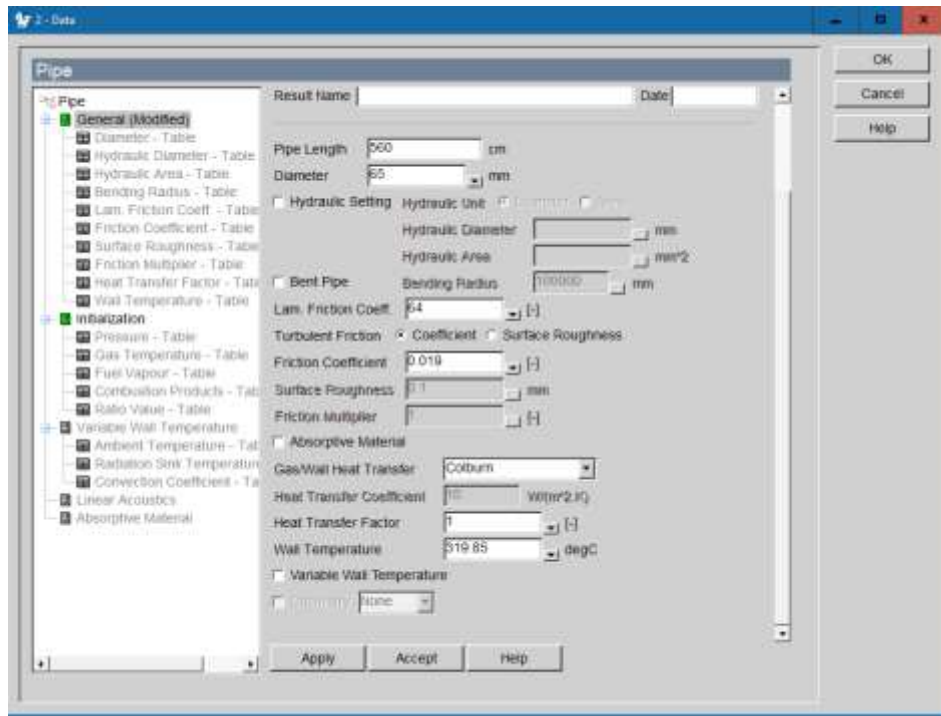 2 - Data
OK
Cancel
Help
Pipe
Pipe
General (Modified)
Diameter - Table
Hydraulic Diameter - Table
Hydraulic Area - Table
Bending Radius - Table
Lam. Friction Coeff. - Table
Friction Coefficient - Table
Surface Roughness - Table
Friction Multiplier - Table
Heat Transfer Factor - Table
Wall Temperature - Table
Initialization
Pressure - Table
Gas Temperature - Table
Fuel Vapour - Table
Combustion Products - Tab
Ratio Value - Table
Variable Wall Temperature
Ambient Temperature - Tab
Radiation Sink Temperature
Convection Coefficient - Ta
Linear Acoustics
Absorptive Material
Result Name Date
Pipe Length 560 cm
Diameter 65 mm
Hydraulic Setting Hydraulic Unit
Hydraulic Diameter mm
Hydraulic Area mm^2
Bent Pipe Bending Radius 100000 mm
Lam. Friction Coeff. 64 [-]
Turbulent Friction Coefficient Surface Roughness
Friction Coefficient 0.019 [-]
Surface Roughness 0.1 mm
Friction Multiplier 1 [-]
Absorptive Material
Gas/Wall Heat Transfer Colburn
Heat Transfer Coefficient 10 W/(m^2.K)
Heat Transfer Factor 1 [-]
Wall Temperature 319.85 degC
Variable Wall Temperature
None
Apply Accept Help